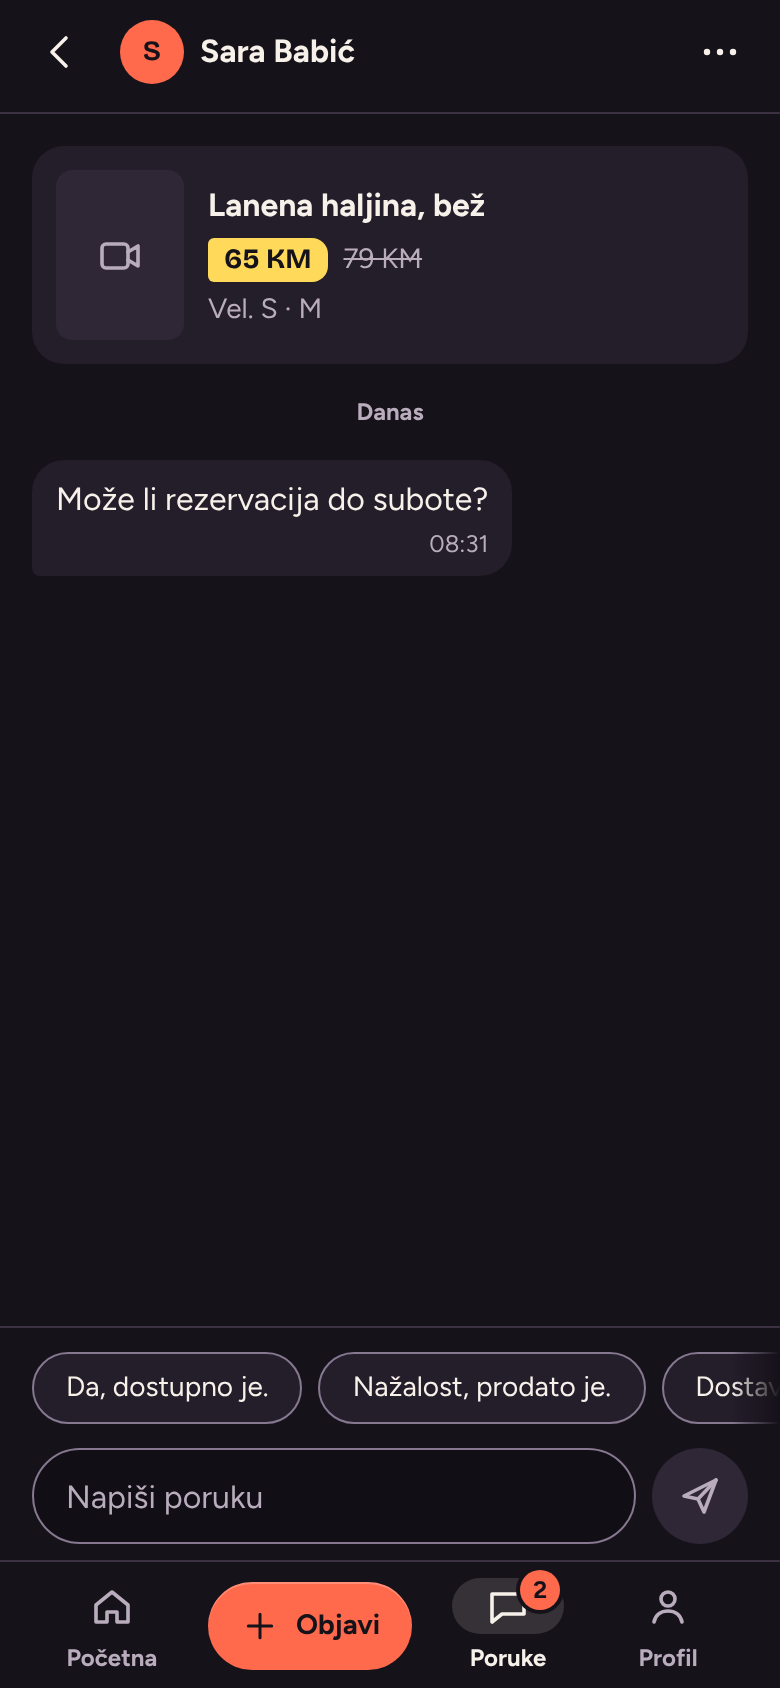 S
Sara Babić
Lanena haljina, bež
65 KM 79 KM
Vel. S · M
Danas
Može li rezervacija do subote?
08:31
Da, dostupno je.
Nažalost, prodato je.
Napiši poruku
Početna
+ Objavi
2
Poruke
Profil